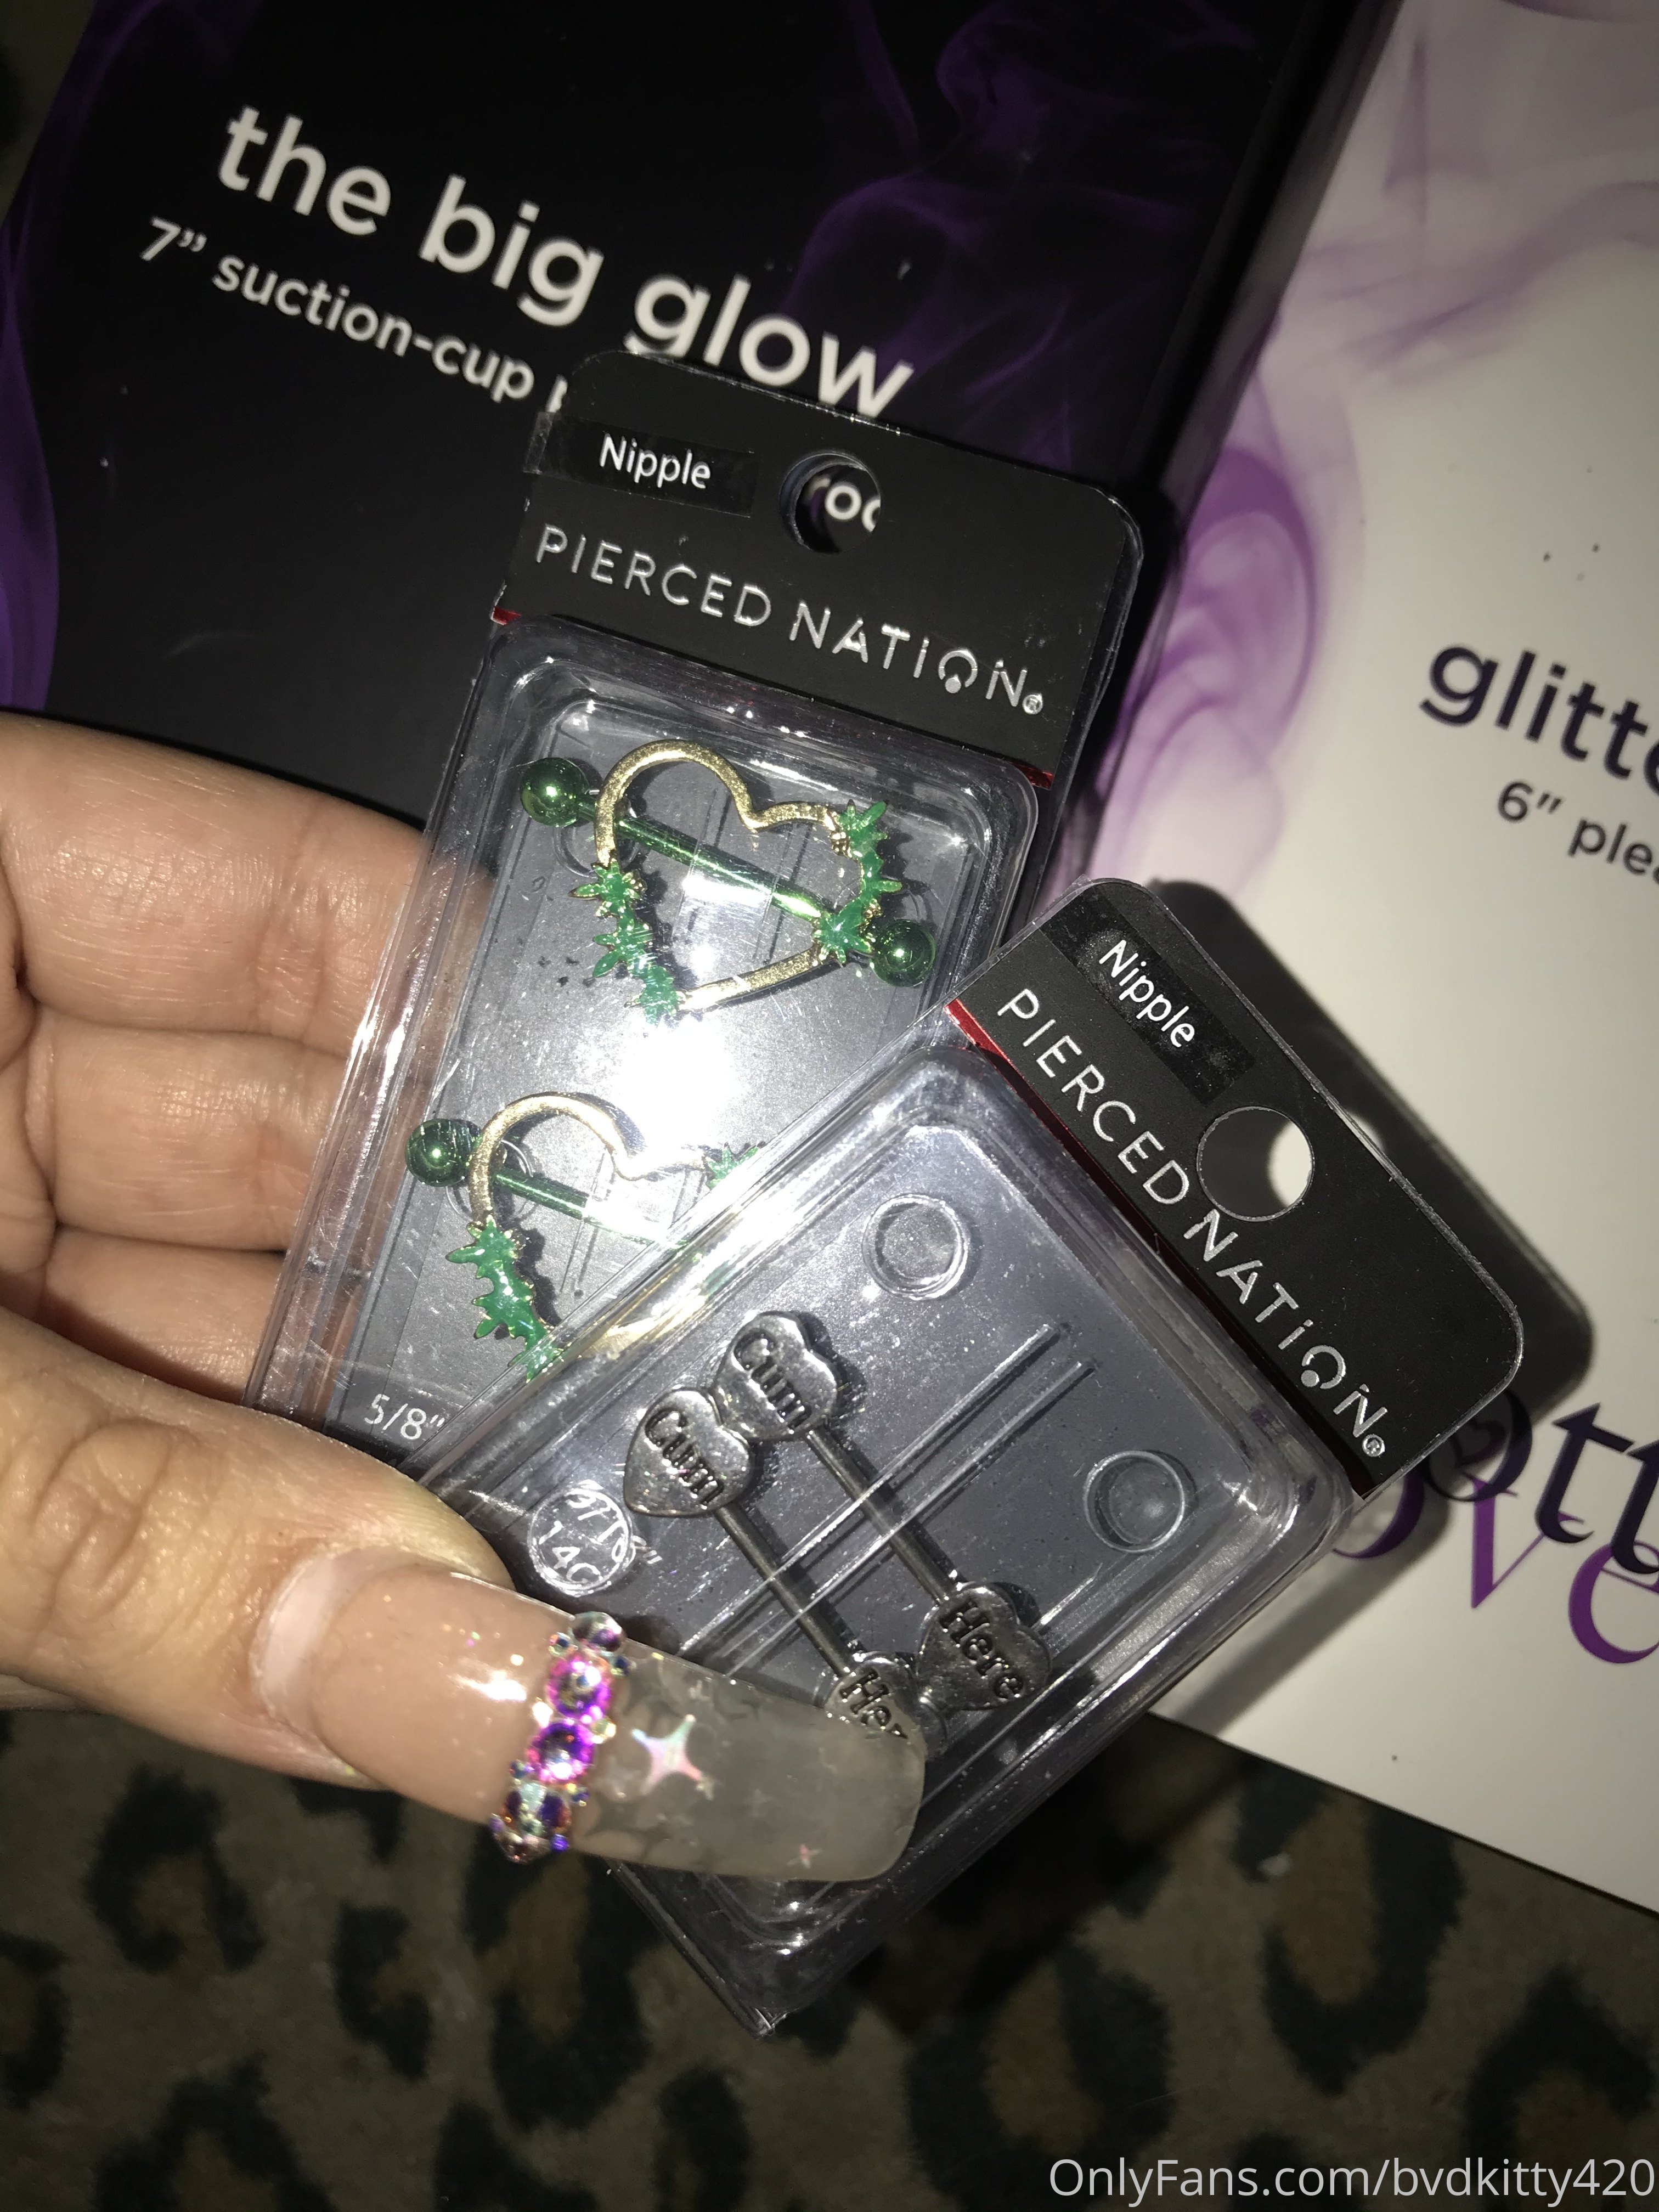 the big glow
7" suction-cup
Nipple
PIERCED NATION®
glitte
6" plea
Nipple
PIERCED NATION®
5/8"
Cum
Cum
14G
Here
Her
OnlyFans.com/bvdkitty420